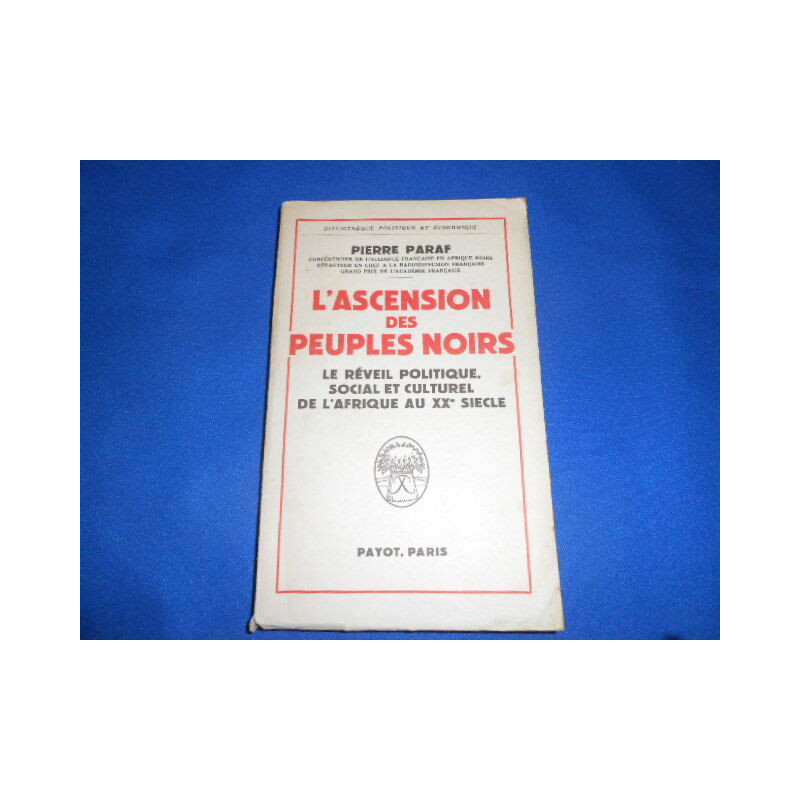 BIBLIOTHÈQUE POLITIQUE ET ÉCONOMIQUE
PIERRE PARAF
CONFÉRENCIER DE L'ALLIANCE FRANÇAISE EN AFRIQUE NOIRE
RÉDACTEUR EN CHEF A LA RADIODIFFUSION FRANÇAISE
GRAND PRIX DE L'ACADÉMIE FRANÇAISE
L'ASCENSION
DES
PEUPLES NOIRS
LE RÉVEIL POLITIQUE,
SOCIAL ET CULTUREL
DE L'AFRIQUE AU XXe SIECLE
PAYOT, PARIS